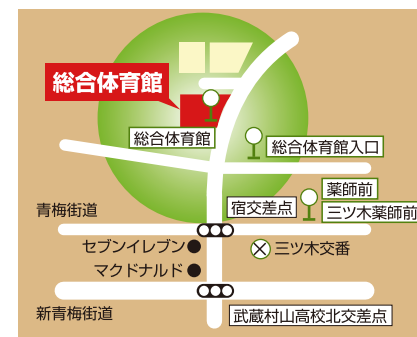 総合体育館
総合体育館
総合体育館入口
薬師前
三ツ木薬師前
宿交差点
青梅街道
セブンイレブン
三ツ木交番
マクドナルド
新青梅街道
武蔵村山高校北交差点